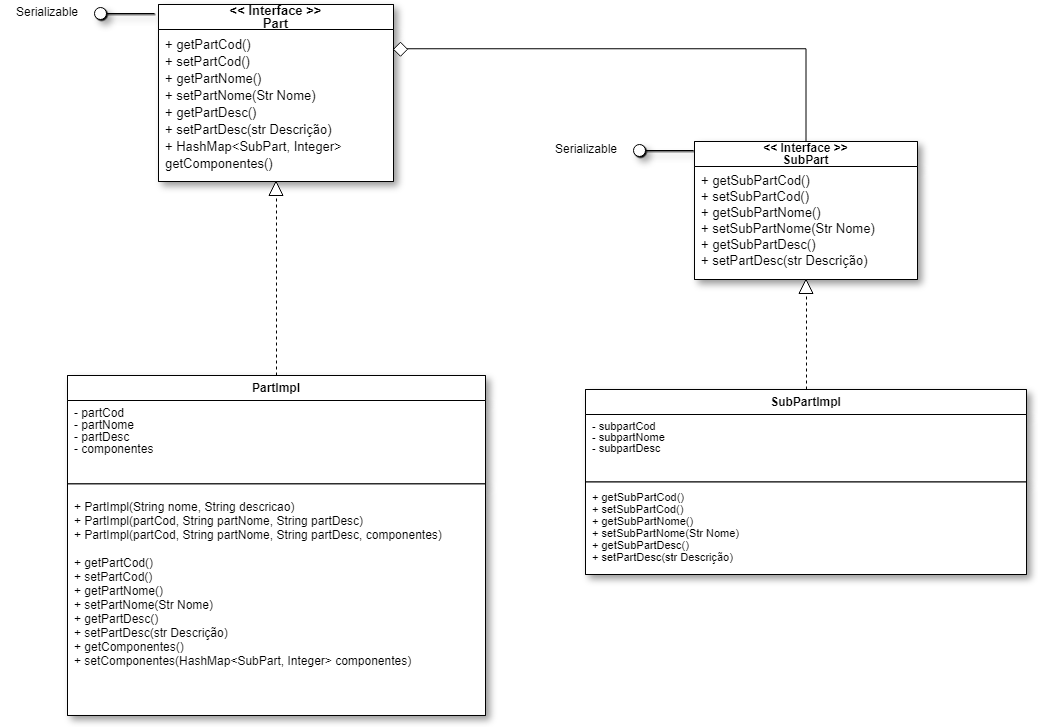 Serializable
<< Interface >>
Part
+ getPartCod()
+ setPartCod()
+ getPartNome()
+ setPartNome(Str Nome)
+ getPartDesc()
+ setPartDesc(str Descrição)
+ HashMap<SubPart, Integer>
getComponentes()
Serializable
<< Interface >>
SubPart
+ getSubPartCod()
+ setSubPartCod()
+ getSubPartNome()
+ setSubPartNome(Str Nome)
+ getSubPartDesc()
+ setPartDesc(str Descrição)
PartImpl
- partCod
- partNome
- partDesc
- componentes
+ PartImpl(String nome, String descricao)
+ PartImpl(partCod, String partNome, String partDesc)
+ PartImpl(partCod, String partNome, String partDesc, componentes)
+ getPartCod()
+ setPartCod()
+ getPartNome()
+ setPartNome(Str Nome)
+ getPartDesc()
+ setPartDesc(str Descrição)
+ getComponentes()
+ setComponentes(HashMap<SubPart, Integer> componentes)
SubPartImpl
- subpartCod
- subpartNome
- subpartDesc
+ getSubPartCod()
+ setSubPartCod()
+ getSubPartNome()
+ setSubPartNome(Str Nome)
+ getSubPartDesc()
+ setPartDesc(str Descrição)